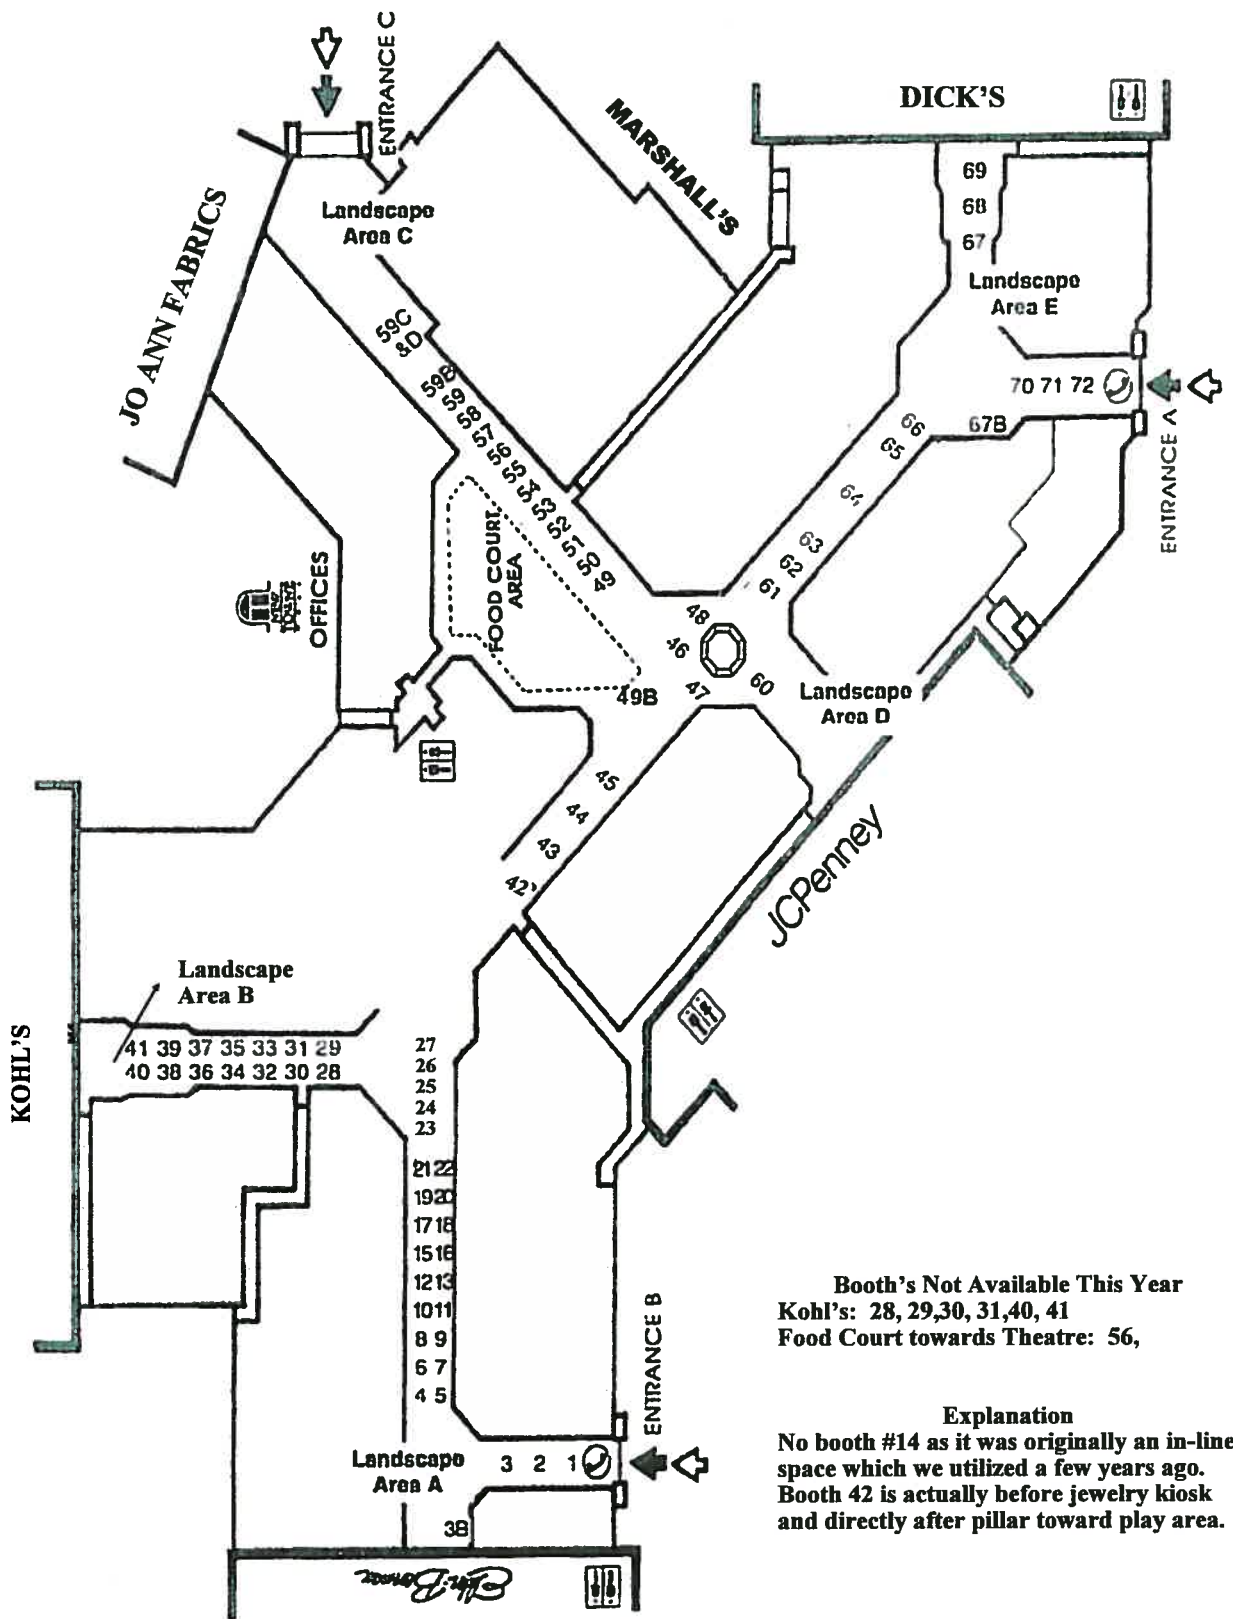 ENTRANCE C
DICK'S
MARSHALL'S
JO ANN FABRICS
Landscape
Area C
69
68
67
Landscape
Area E
59C
&D
59B
59
58
57
56
55
54
53
52
51
50
49
70 71 72
67B
66
65
64
63
62
61
ENTRANCE A
FOOD COURT
AREA
OFFICES
48
46
47
60
49B
Landscape
Area D
45
44
43
42
JCPenney
Landscape
Area B
KOHL'S
41 39 37 35 33 31 29
40 38 36 34 32 30 28
27
26
25
24
23
21 22
19 20
17 18
15 16
12 13
10 11
8 9
6 7
4 5
ENTRANCE B
Landscape
Area A
3 2 1
3B
Booth's Not Available This Year
Kohl's: 28, 29,30, 31,40, 41
Food Court towards Theatre: 56,
Explanation
No booth #14 as it was originally an in-line
space which we utilized a few years ago.
Booth 42 is actually before jewelry kiosk
and directly after pillar toward play area.